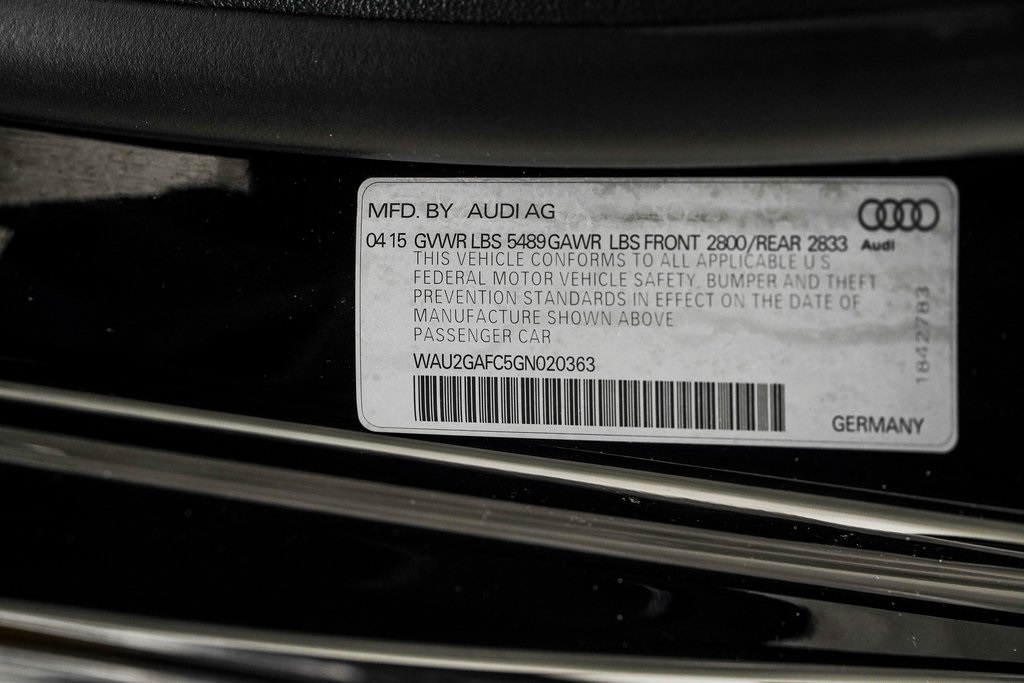 MFD. BY AUDI AG
04 15 GVWR LBS 5489 GAWR LBS FRONT 2800/REAR 2833
Audi
THIS VEHICLE CONFORMS TO ALL APPLICABLE U S
FEDERAL MOTOR VEHICLE SAFETY, BUMPER AND THEFT
PREVENTION STANDARDS IN EFFECT ON THE DATE OF
MANUFACTURE SHOWN ABOVE
PASSENGER CAR
WAU2GAFC5GN020363
1842783
GERMANY